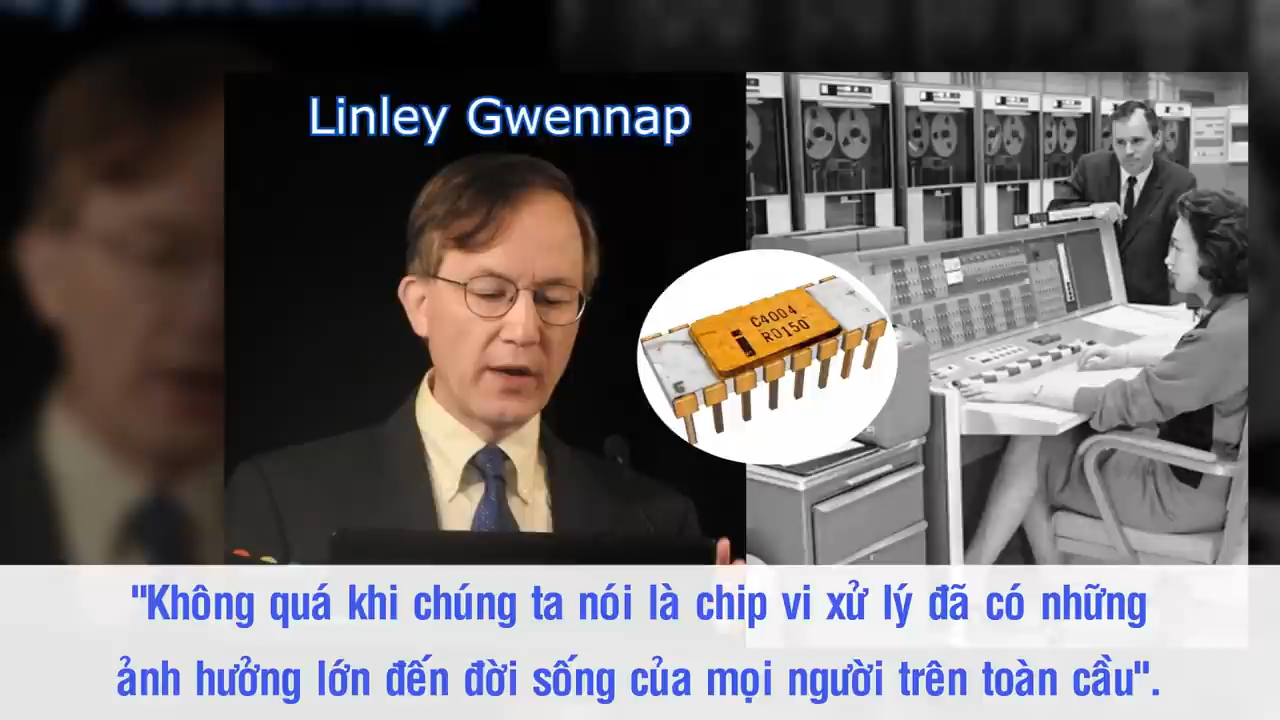 Linley Gwennap
C4004
R0150
"Không quá khi chúng ta nói là chip vi xử lý đã có những
ảnh hưởng lớn đến đời sống của mọi người trên toàn cầu".